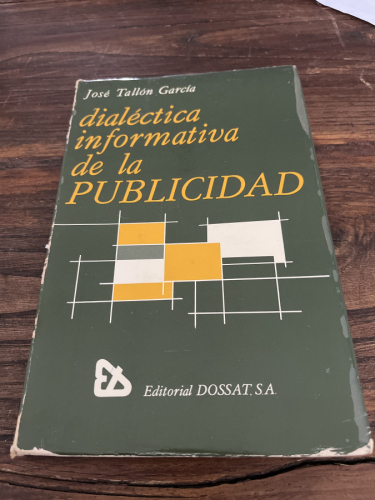 José Tallón García
dialéctica
informativa
de la
PUBLICIDAD
Editorial DOSSAT, S.A.